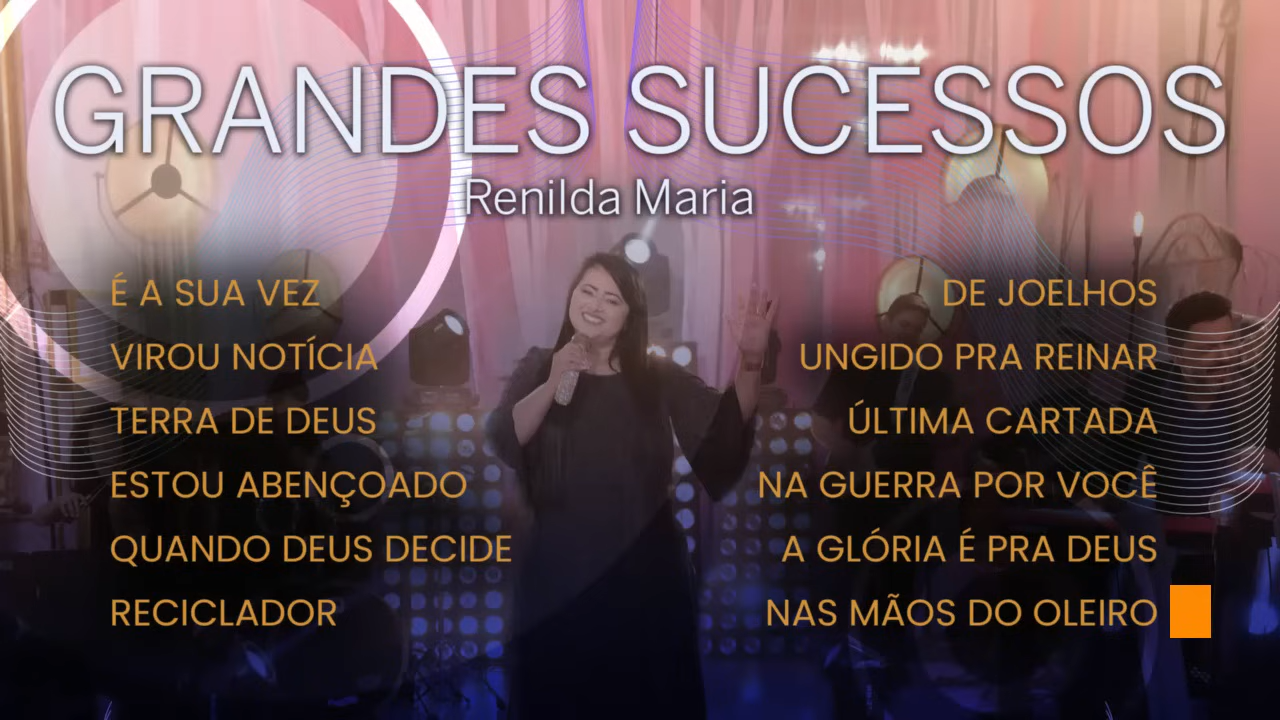 GRANDES SUCESSOS
Renilda Maria
É A SUA VEZ
VIROU NOTÍCIA
TERRA DE DEUS
ESTOU ABENÇOADO
QUANDO DEUS DECIDE
RECICLADOR
DE JOELHOS
UNGIDO PRA REINAR
ÚLTIMA CARTADA
NA GUERRA POR VOCÊ
A GLÓRIA É PRA DEUS
NAS MÃOS DO OLEIRO